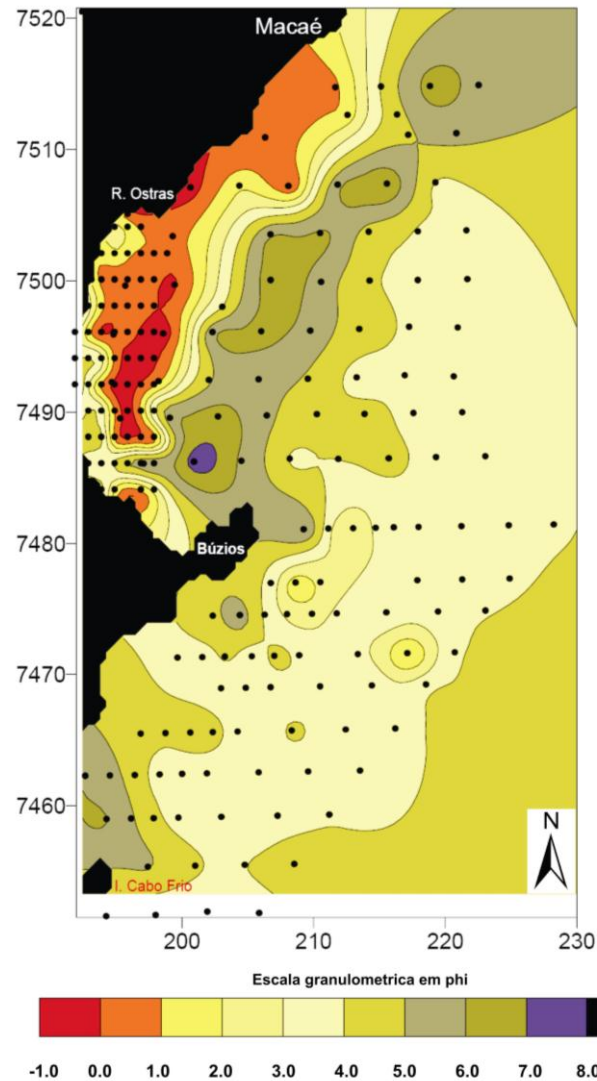 7520
Macaé
7510
R. Ostras
7500
7490
7480
Búzios
7470
7460
N
I. Cabo Frio
200 210 220 230
Escala granulometrica em phi
-1.0 0.0 1.0 2.0 3.0 4.0 5.0 6.0 7.0 8.0